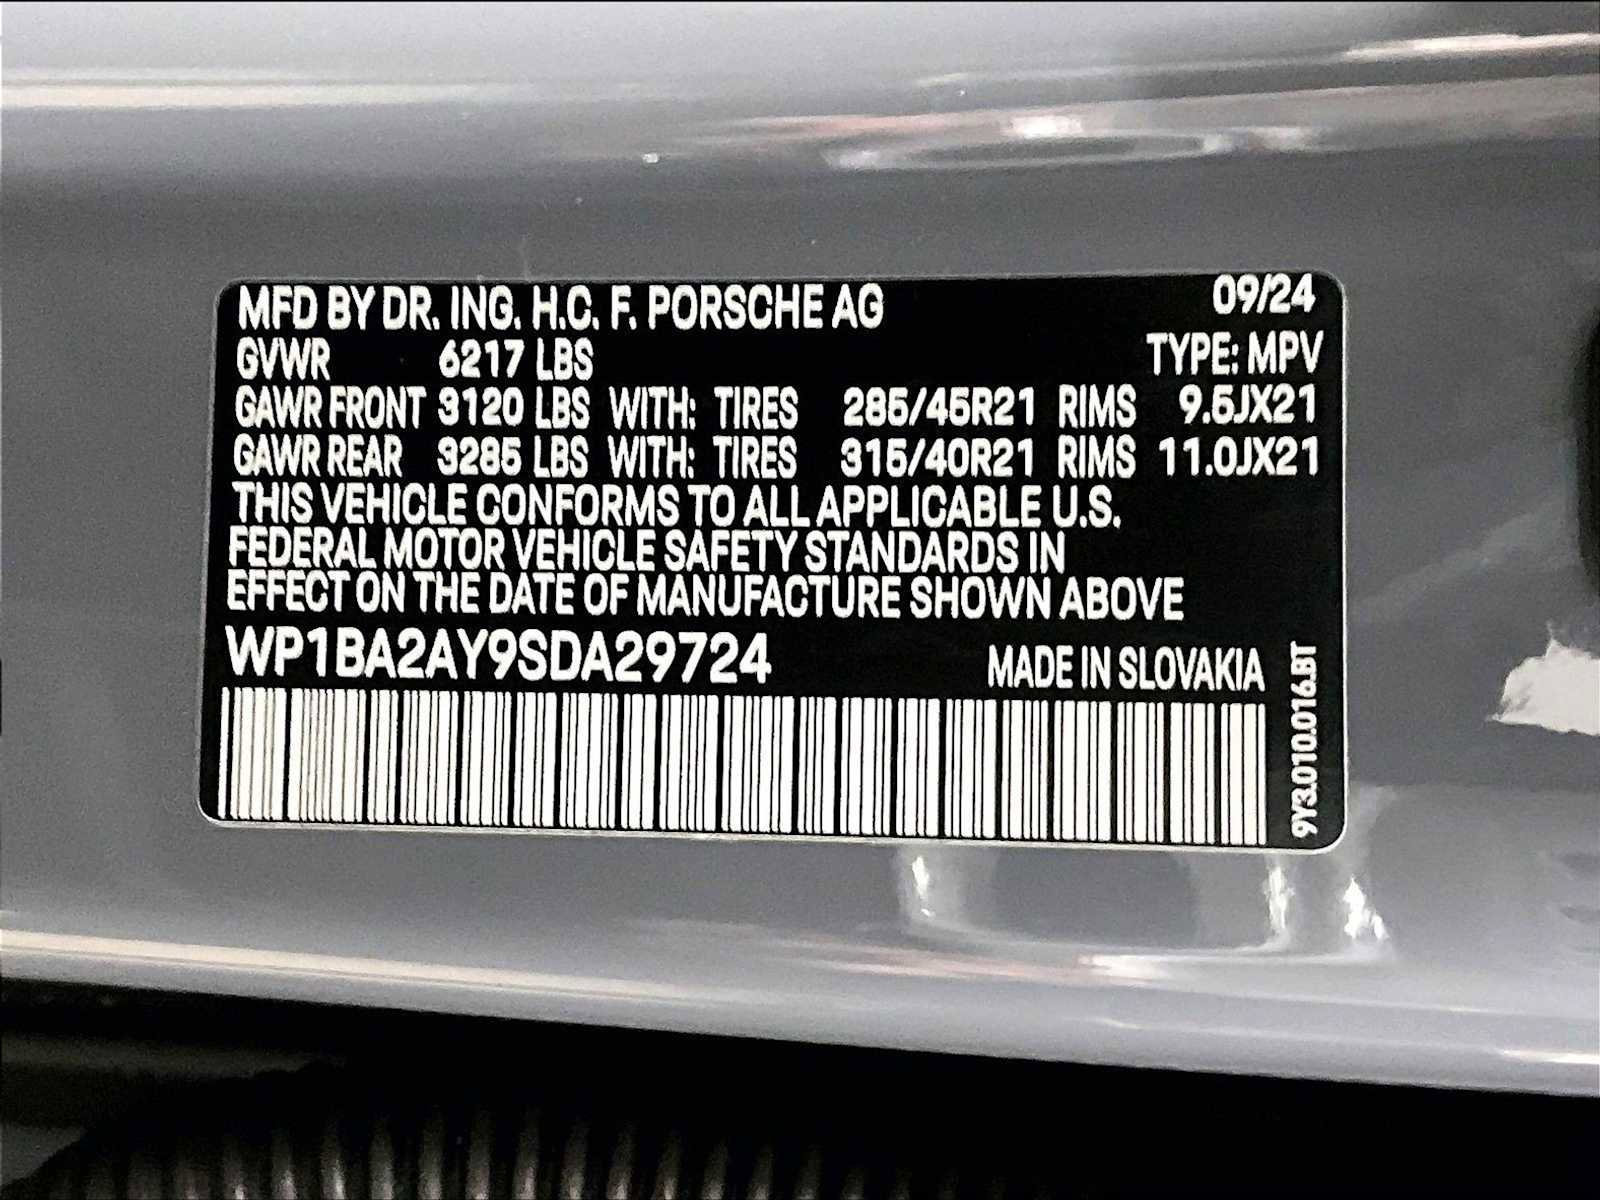 MFD BY DR. ING. H.C. F. PORSCHE AG 09/24
GVWR 6217 LBS TYPE: MPV
GAWR FRONT 3120 LBS WITH: TIRES 285/45R21 RIMS 9.5JX21
GAWR REAR 3285 LBS WITH: TIRES 315/40R21 RIMS 11.0JX21
THIS VEHICLE CONFORMS TO ALL APPLICABLE U.S.
FEDERAL MOTOR VEHICLE SAFETY STANDARDS IN
EFFECT ON THE DATE OF MANUFACTURE SHOWN ABOVE
WP1BA2AY9SDA29724 MADE IN SLOVAKIA
9Y3.010.016.BT